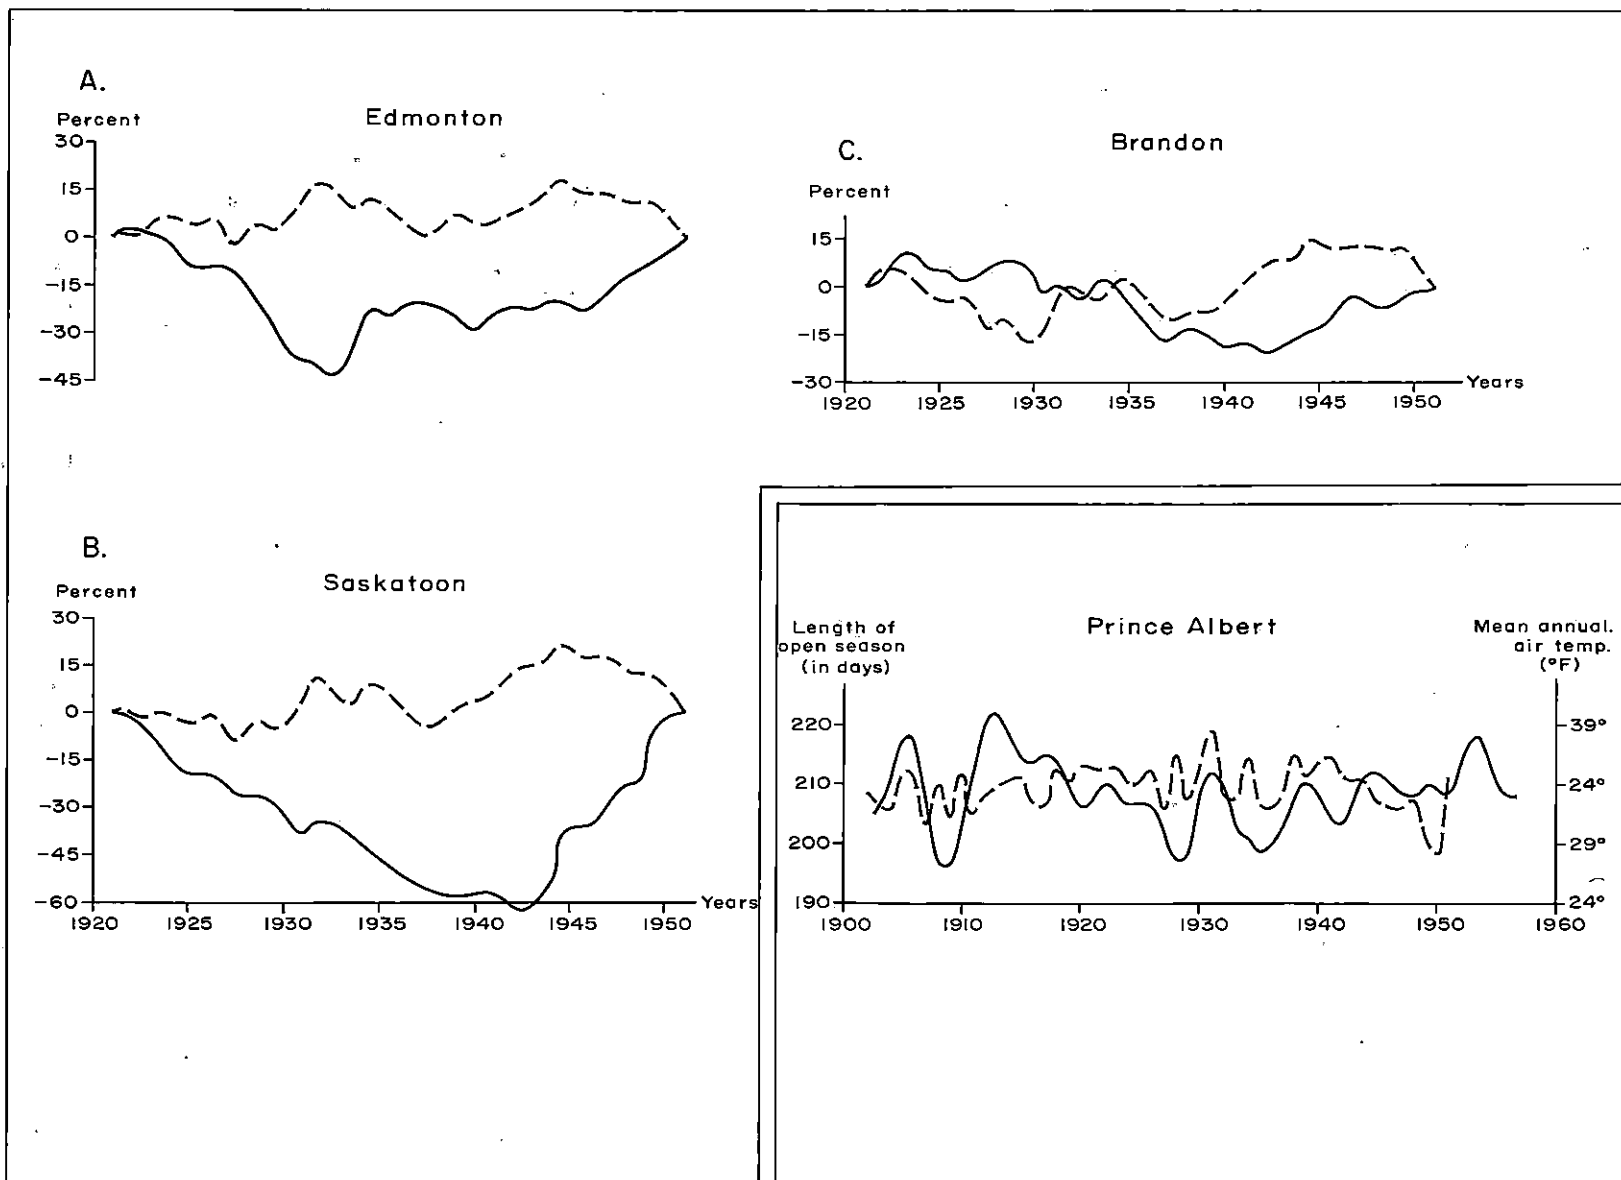 A.
Percent
Edmonton
30
15
0
-15
-30
-45
C.
Brandon
Percent
15
0
-15
-30
Years
1920 1925 1930 1935 1940 1945 1950
B.
Percent
Saskatoon
30
15
0
-15
-30
-45
-60
Years
1920 1925 1930 1935 1940 1945 1950
Length of
open season
(in days)
Prince Albert
Mean annual.
air temp.
(°F)
220
210
200
190
39°
24°
29°
24°
1900 1910 1920 1930 1940 1950 1960